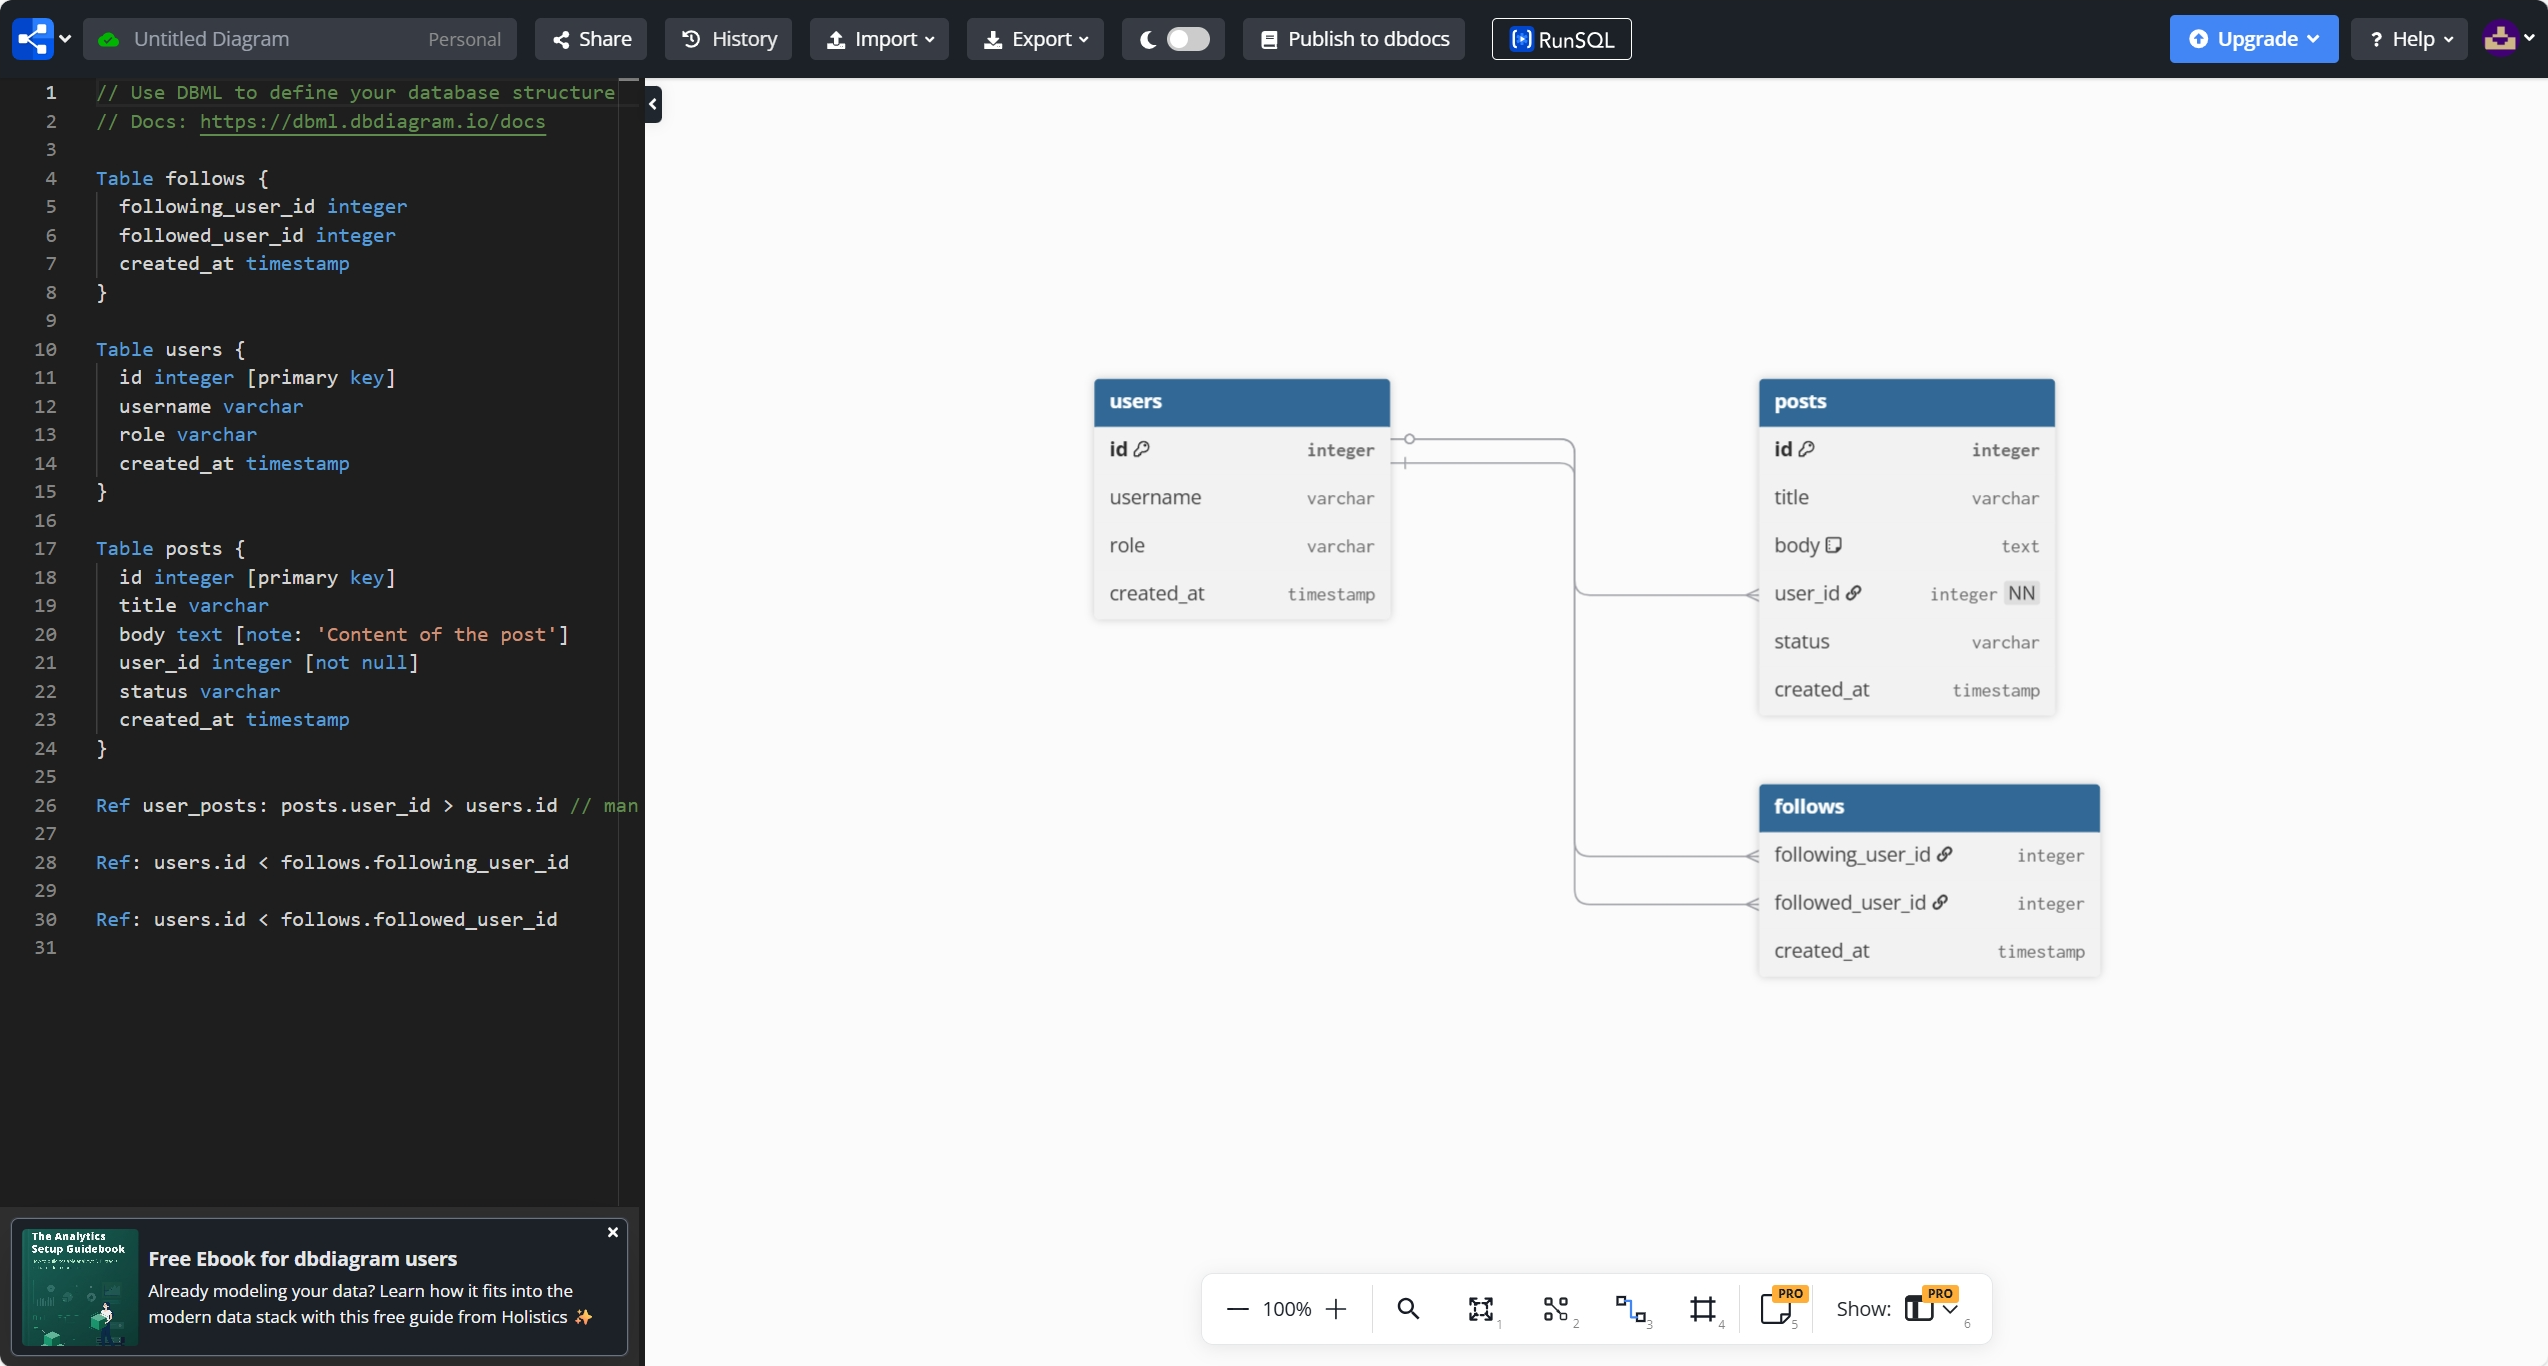 Untitled Diagram Personal Share History Import Export Publish to dbdocs RunSQL Upgrade ? Help
1 // Use DBML to define your database structure
2 // Docs: https://dbml.dbdiagram.io/docs
3
4 Table follows {
5 following_user_id integer
6 followed_user_id integer
7 created_at timestamp
8 }
9
10 Table users {
11 id integer [primary key]
12 username varchar
13 role varchar
14 created_at timestamp
15 }
16
17 Table posts {
18 id integer [primary key]
19 title varchar
20 body text [note: 'Content of the post']
21 user_id integer [not null]
22 status varchar
23 created_at timestamp
24 }
25
26 Ref user_posts: posts.user_id > users.id // man
27
28 Ref: users.id < follows.following_user_id
29
30 Ref: users.id < follows.followed_user_id
31
The Analytics
Setup Guidebook
Free Ebook for dbdiagram users
Already modeling your data? Learn how it fits into the
modern data stack with this free guide from Holistics ✨
users
id integer
username varchar
role varchar
created_at timestamp
posts
id integer
title varchar
body text
user_id integer NN
status varchar
created_at timestamp
follows
following_user_id integer
followed_user_id integer
created_at timestamp
100% 1 2 3 4 PRO 5 Show: PRO 6